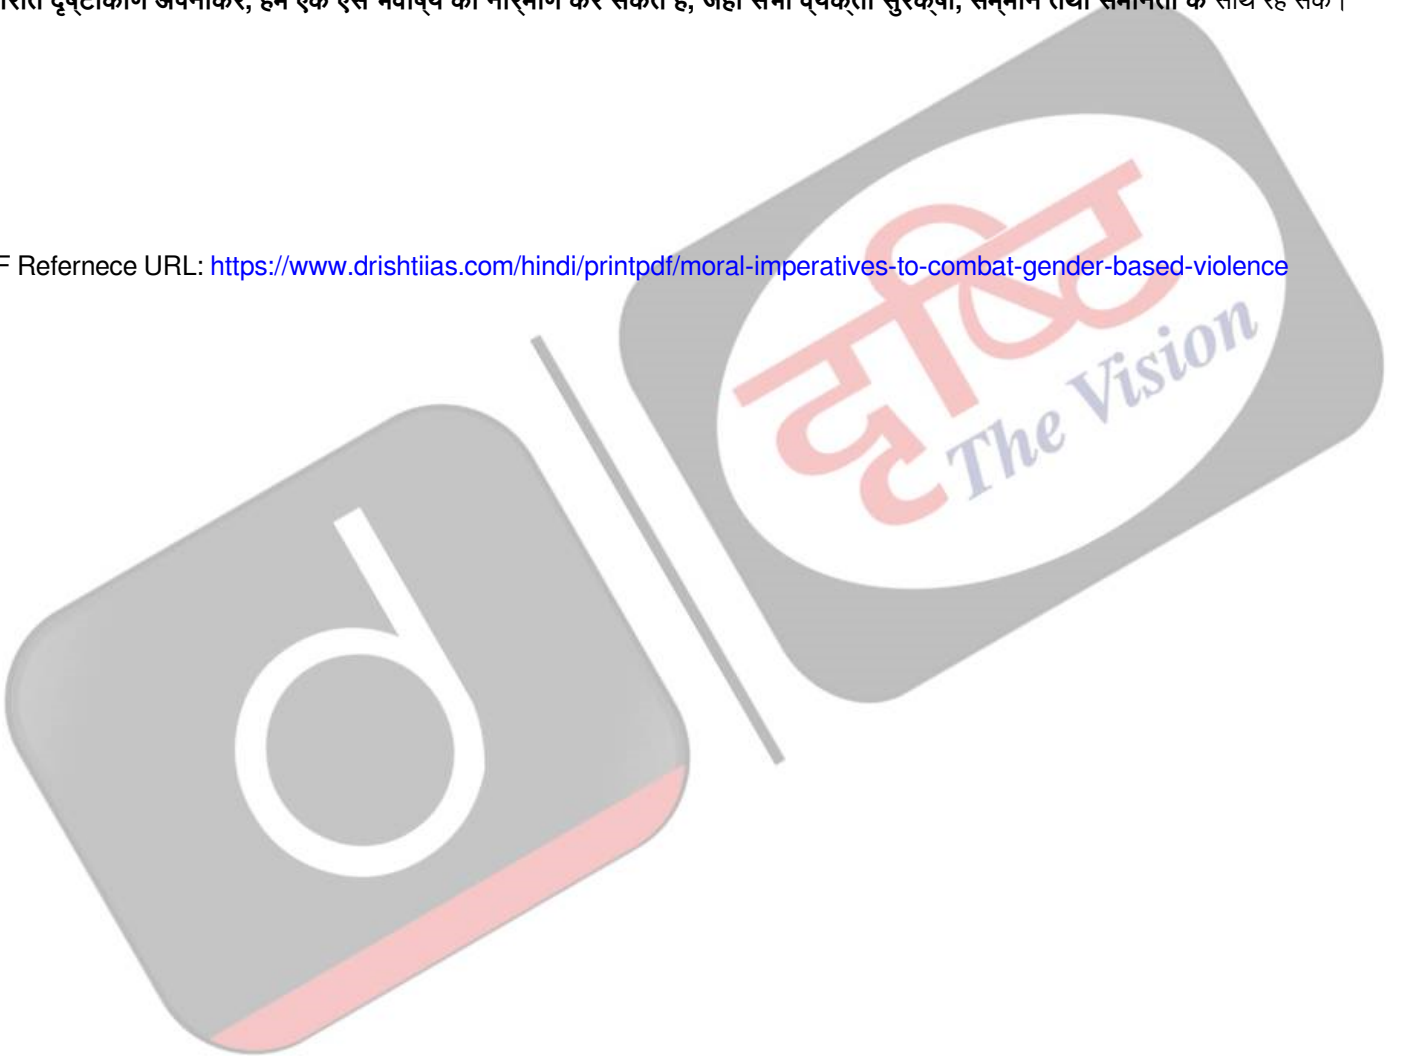 दृष्टिकोण अपनाकर, हम एक ऐसे भविष्य का निर्माण कर सकते हैं, जहाँ सभी व्यक्ति सुरक्षा, सम्मान तथा समानता के साथ रह सकें।
F Refernece URL: https://www.drishtiias.com/hindi/printpdf/moral-imperatives-to-combat-gender-based-violence
दृष्टि
The Vision
d